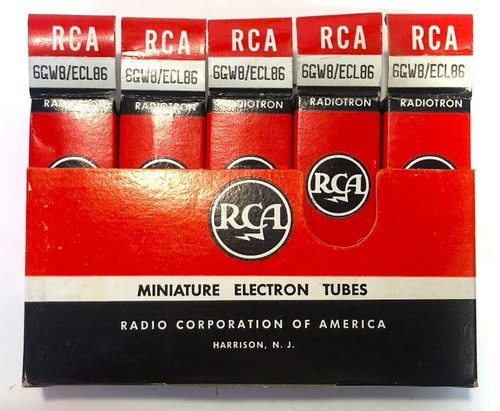 RCA RCA RCA RCA RCA
6GW8/ECL86 6GW8/ECL86 6GW8/ECL86 6GW8/ECL86 6GW8/ECL86
RADIOTRON RADIOTRON RADIOTRON RADIOTRON RADIOTRON
RCA
RCA
MINIATURE ELECTRON TUBES
RADIO CORPORATION OF AMERICA
HARRISON, N. J.